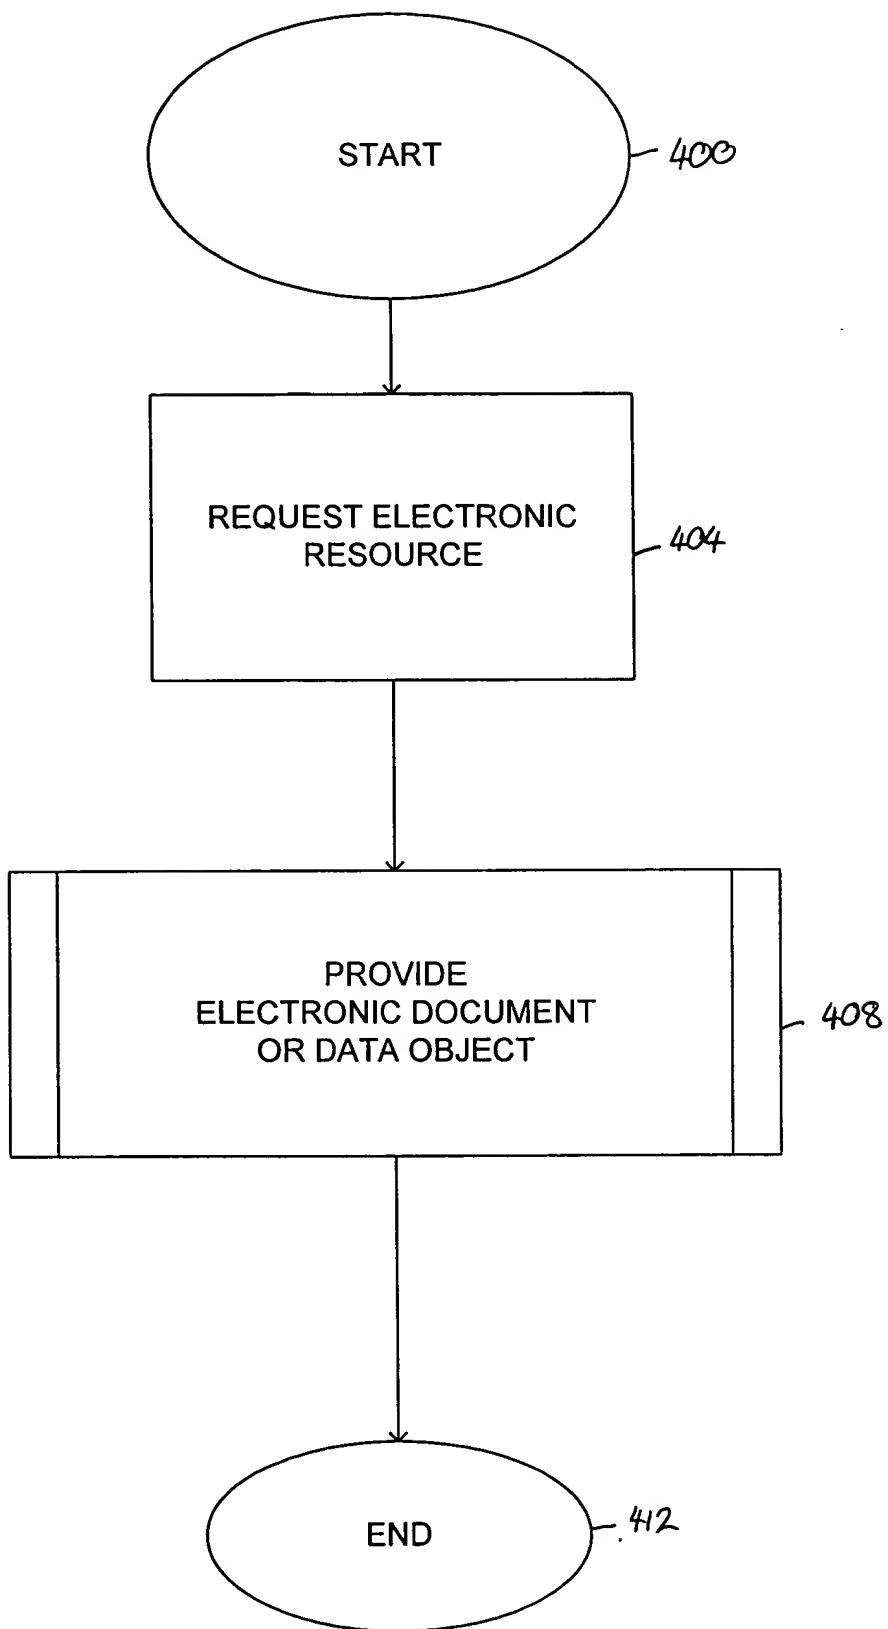 START
400
REQUEST ELECTRONIC
RESOURCE
404
PROVIDE
ELECTRONIC DOCUMENT
OR DATA OBJECT
408
END
412